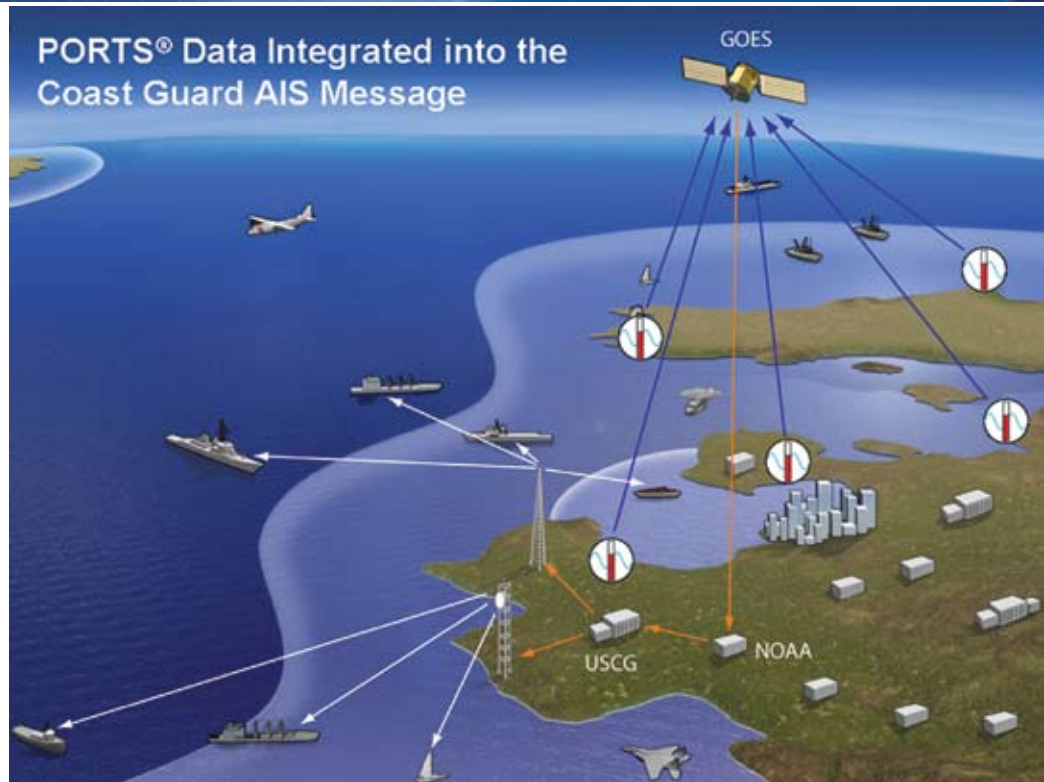 PORTS® Data Integrated into the
Coast Guard AIS Message
GOES
USCG
NOAA